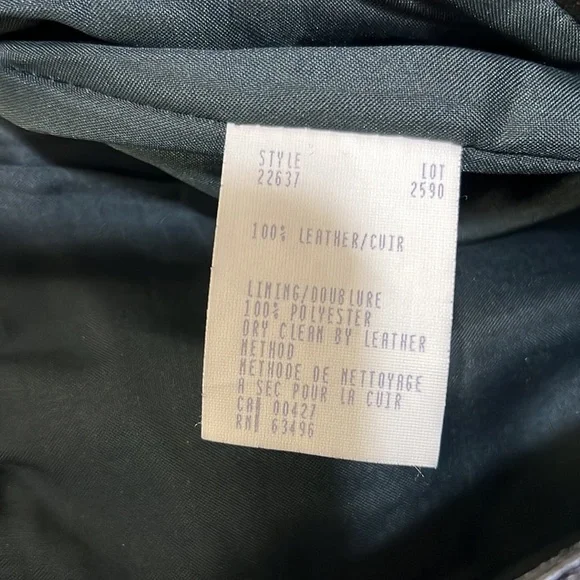 STYLE LOT
22637 2590
100% LEATHER/CUIR
LINING/DOUBLURE
100% POLYESTER
DRY CLEAN BY LEATHER
METHOD
METHODE DE NETTOYAGE
A SEC POUR LA CUIR
CA# 00427
RN# 63496